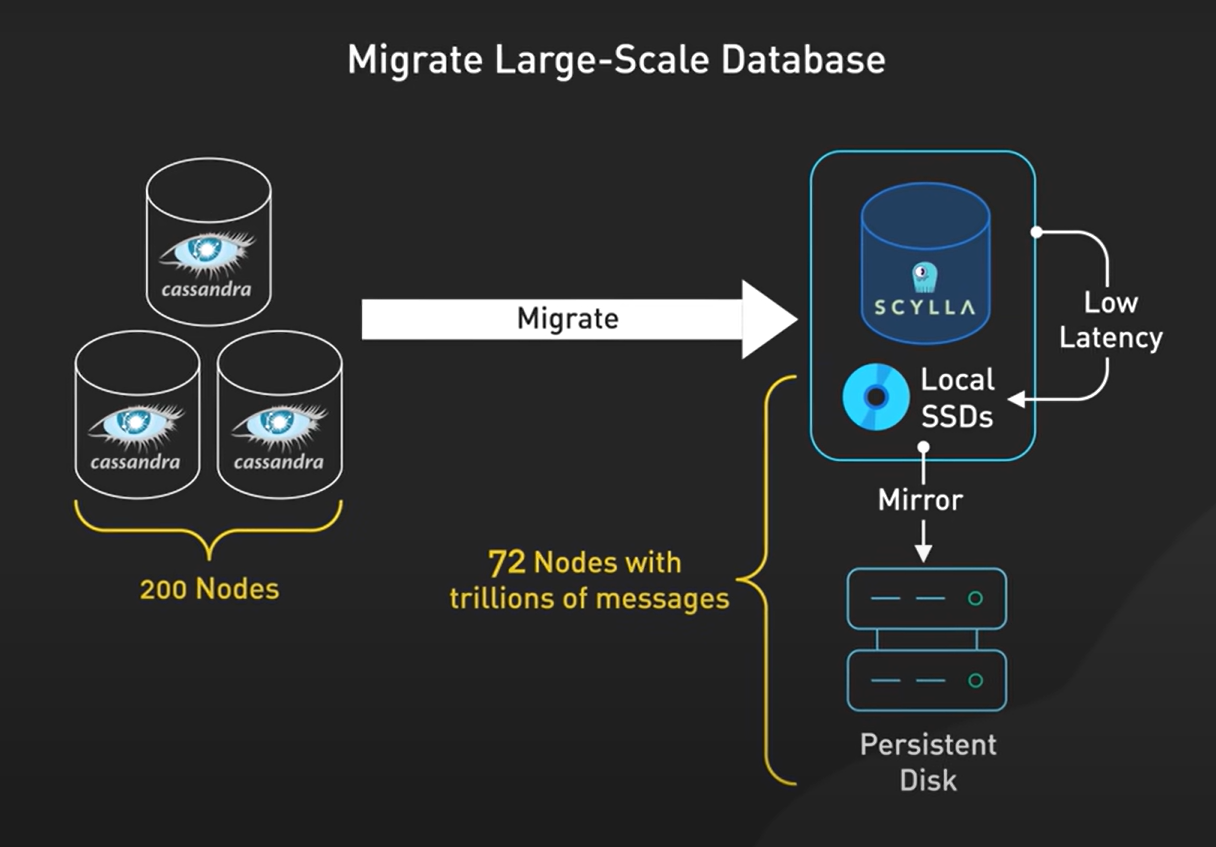 Migrate Large-Scale Database
cassandra
cassandra
cassandra
200 Nodes
Migrate
SCYLLA
Local
SSDs
Low
Latency
Mirror
72 Nodes with
trillions of messages
Persistent
Disk